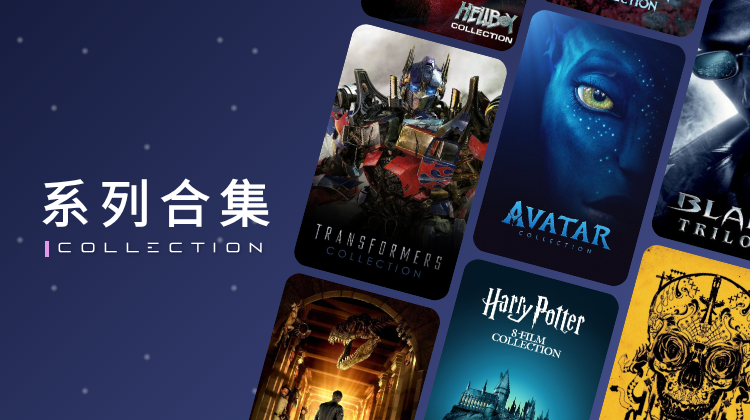 系列合集
COLLECTION
HELLBOY
COLLECTION
TRANSFORMERS
COLLECTION
AVATAR
COLLECTION
Harry Potter
8-FILM
COLLECTION